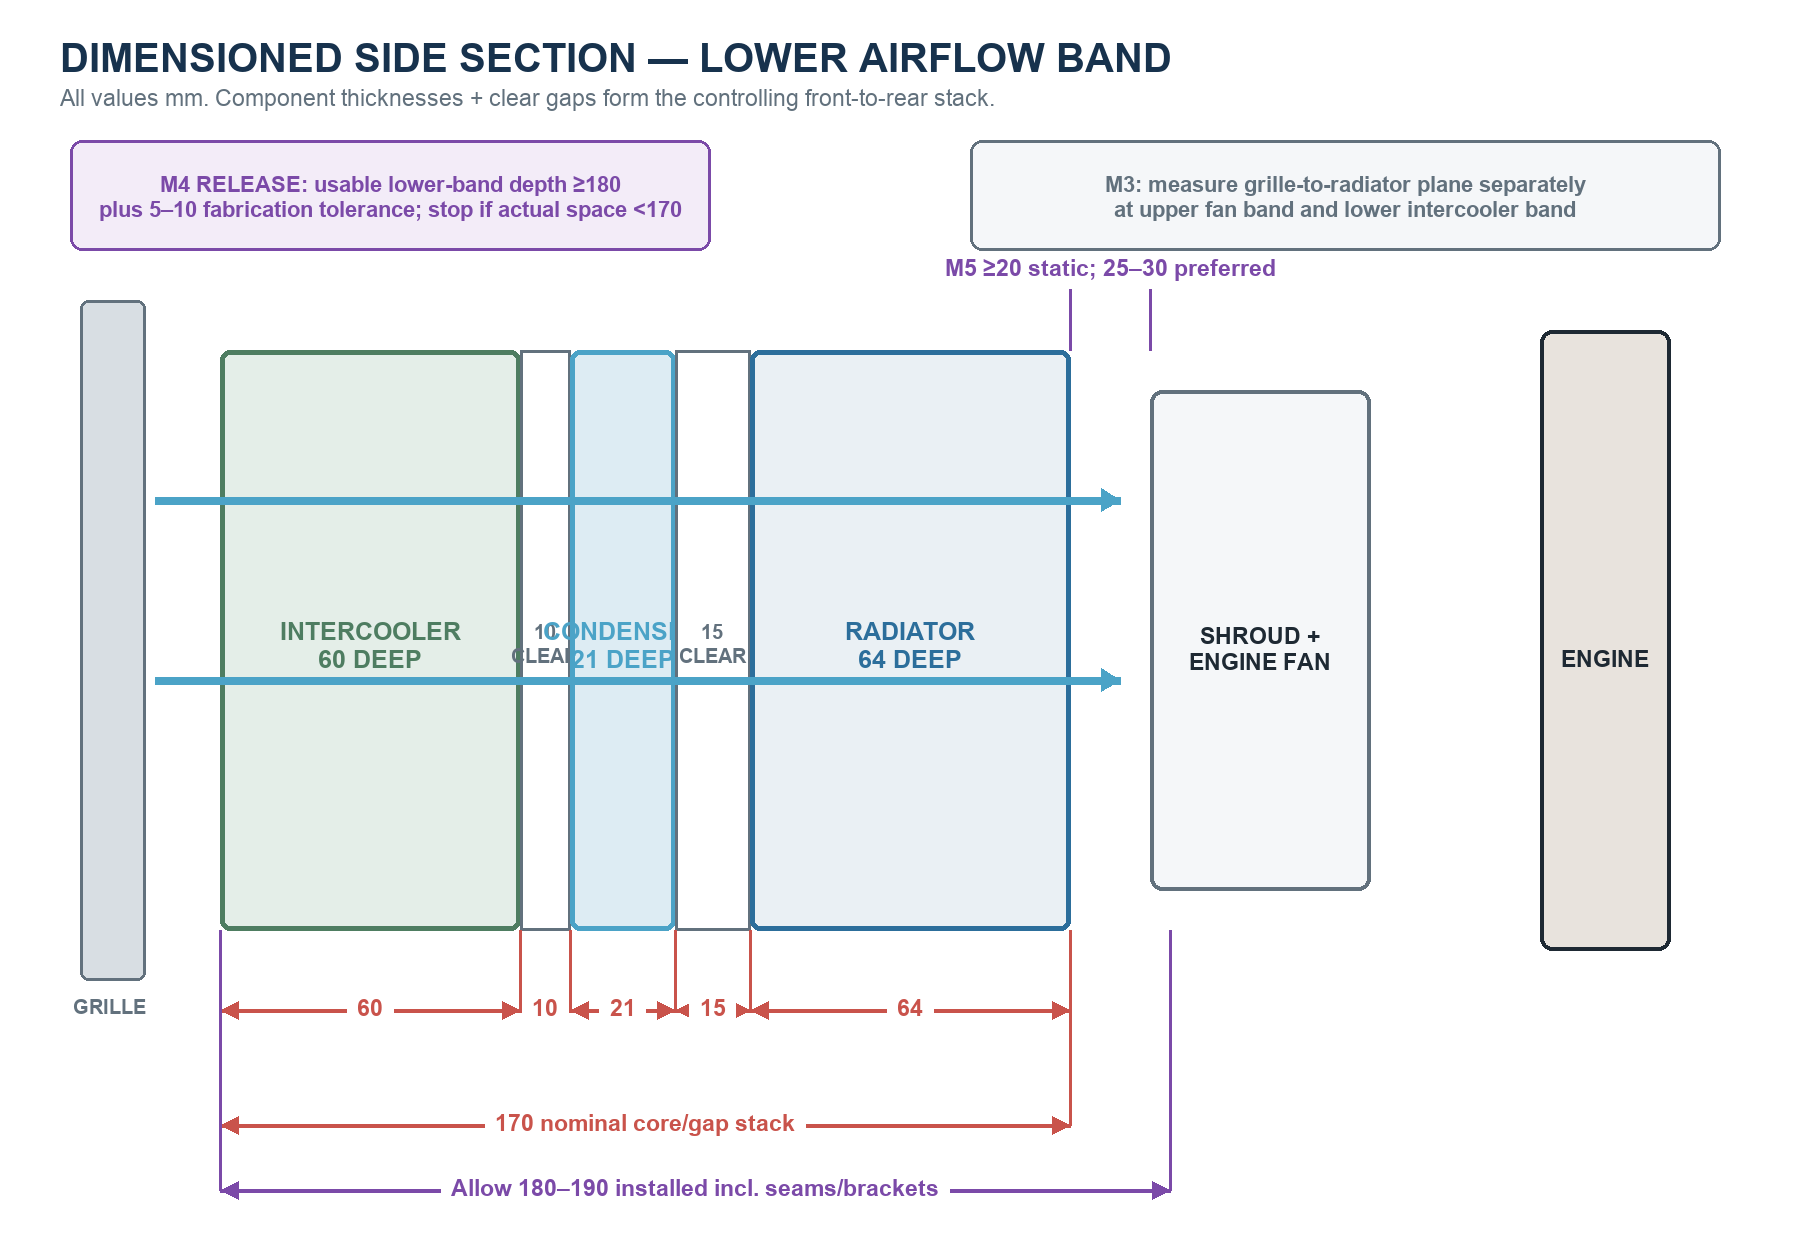 DIMENSIONED SIDE SECTION — LOWER AIRFLOW BAND
All values mm. Component thicknesses + clear gaps form the controlling front-to-rear stack.
M4 RELEASE: usable lower-band depth ≥180
plus 5–10 fabrication tolerance; stop if actual space <170
M3: measure grille-to-radiator plane separately
at upper fan band and lower intercooler band
M5 ≥20 static; 25–30 preferred
INTERCOOLER
60 DEEP
10
CLEAR
CONDENSE
21 DEEP
15
CLEAR
RADIATOR
64 DEEP
SHROUD +
ENGINE FAN
ENGINE
GRILLE
60
10
21
15
64
170 nominal core/gap stack
Allow 180–190 installed incl. seams/brackets